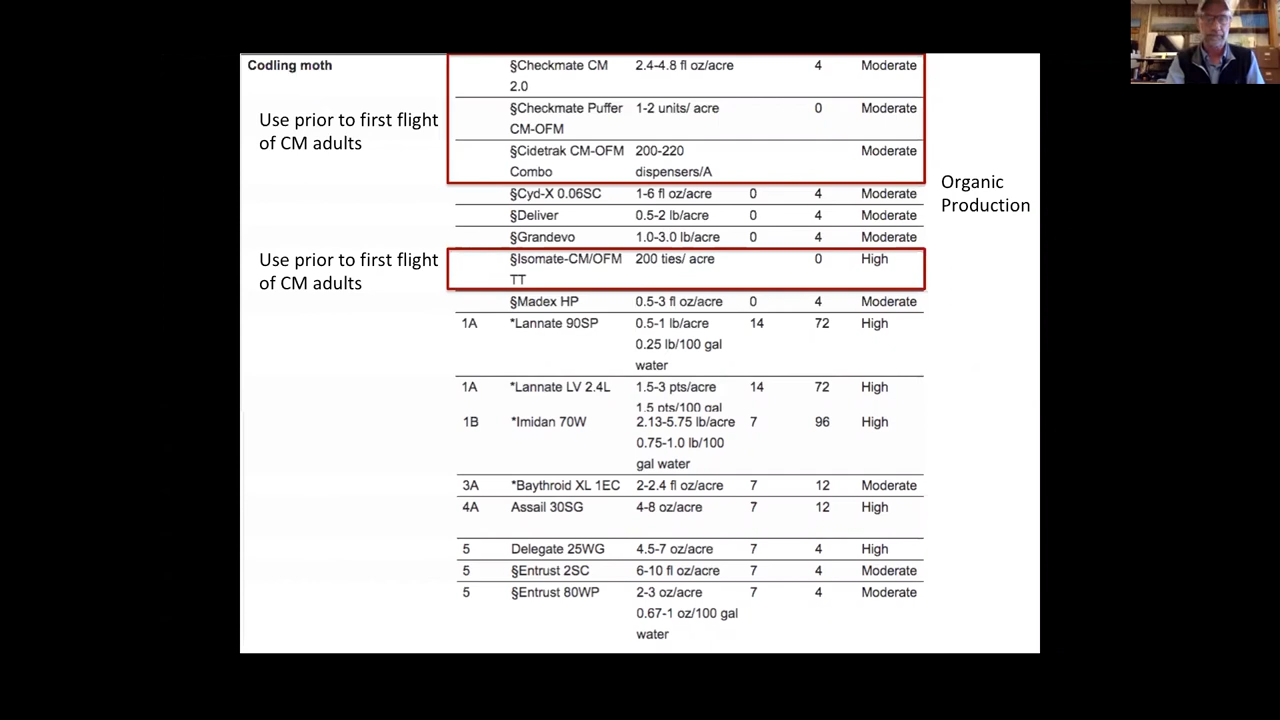 Codling moth
§Checkmate CM 2.4-4.8 fl oz/acre 4 Moderate
2.0
Use prior to first flight
of CM adults
§Checkmate Puffer 1-2 units/ acre 0 Moderate
CM-OFM
§Cidetrak CM-OFM 200-220 Moderate
Combo dispensers/A
Organic
Production
§Cyd-X 0.06SC 1-6 fl oz/acre 0 4 Moderate
§Deliver 0.5-2 lb/acre 0 4 Moderate
§Grandevo 1.0-3.0 lb/acre 0 4 Moderate
Use prior to first flight
of CM adults
§Isomate-CM/OFM 200 ties/ acre 0 High
TT
§Madex HP 0.5-3 fl oz/acre 0 4 Moderate
1A *Lannate 90SP 0.5-1 lb/acre 14 72 High
0.25 lb/100 gal
water
1A *Lannate LV 2.4L 1.5-3 pts/acre 14 72 High
1.5 pts/100 gal
1B *Imidan 70W 2.13-5.75 lb/acre 7 96 High
0.75-1.0 lb/100
gal water
3A *Baythroid XL 1EC 2-2.4 fl oz/acre 7 12 Moderate
4A Assail 30SG 4-8 oz/acre 7 12 High
5 Delegate 25WG 4.5-7 oz/acre 7 4 High
5 §Entrust 2SC 6-10 fl oz/acre 7 4 Moderate
5 §Entrust 80WP 2-3 oz/acre 7 4 Moderate
0.67-1 oz/100 gal
water